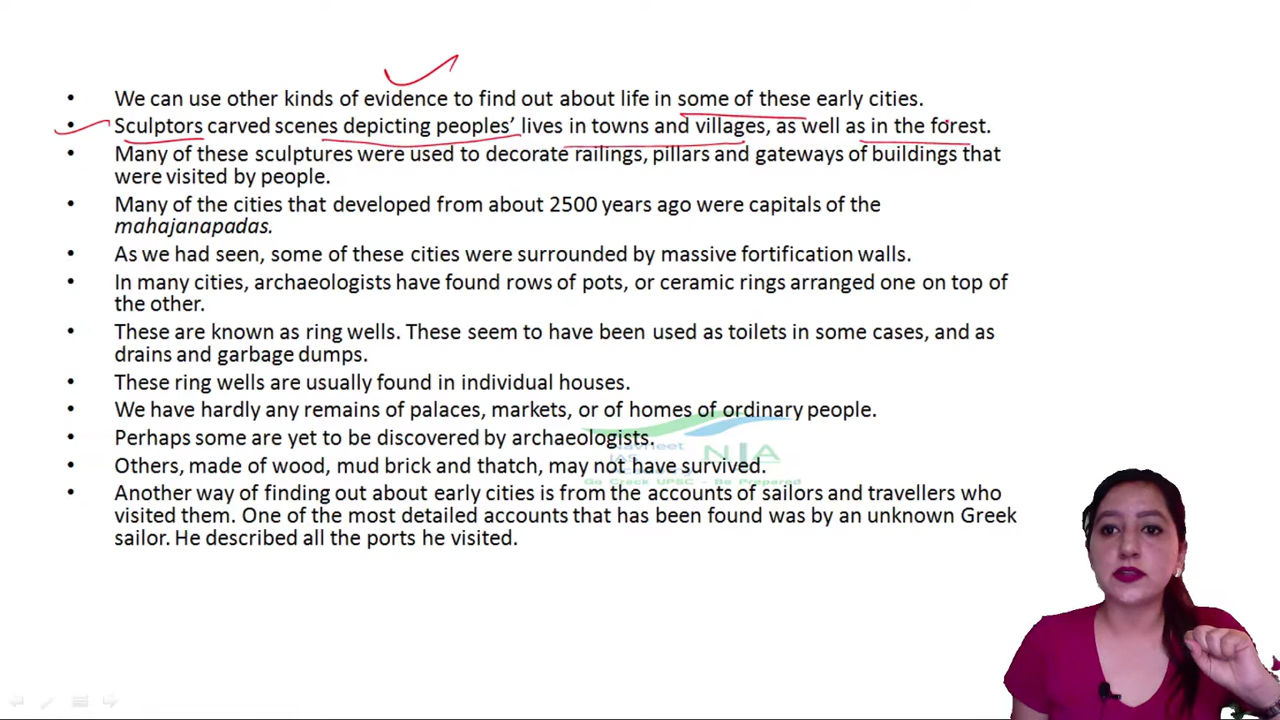 • We can use other kinds of evidence to find out about life in some of these early cities.
• Sculptors carved scenes depicting peoples’ lives in towns and villages, as well as in the forest.
• Many of these sculptures were used to decorate railings, pillars and gateways of buildings that
were visited by people.
• Many of the cities that developed from about 2500 years ago were capitals of the
mahajanapadas.
• As we had seen, some of these cities were surrounded by massive fortification walls.
• In many cities, archaeologists have found rows of pots, or ceramic rings arranged one on top of
the other.
• These are known as ring wells. These seem to have been used as toilets in some cases, and as
drains and garbage dumps.
• These ring wells are usually found in individual houses.
• We have hardly any remains of palaces, markets, or of homes of ordinary people.
• Perhaps some are yet to be discovered by archaeologists.
• Others, made of wood, mud brick and thatch, may not have survived.
• Another way of finding out about early cities is from the accounts of sailors and travellers who
visited them. One of the most detailed accounts that has been found was by an unknown Greek
sailor. He described all the ports he visited.
Navneet
IAS
NIA
Go Crack UPSC - Be Prepared